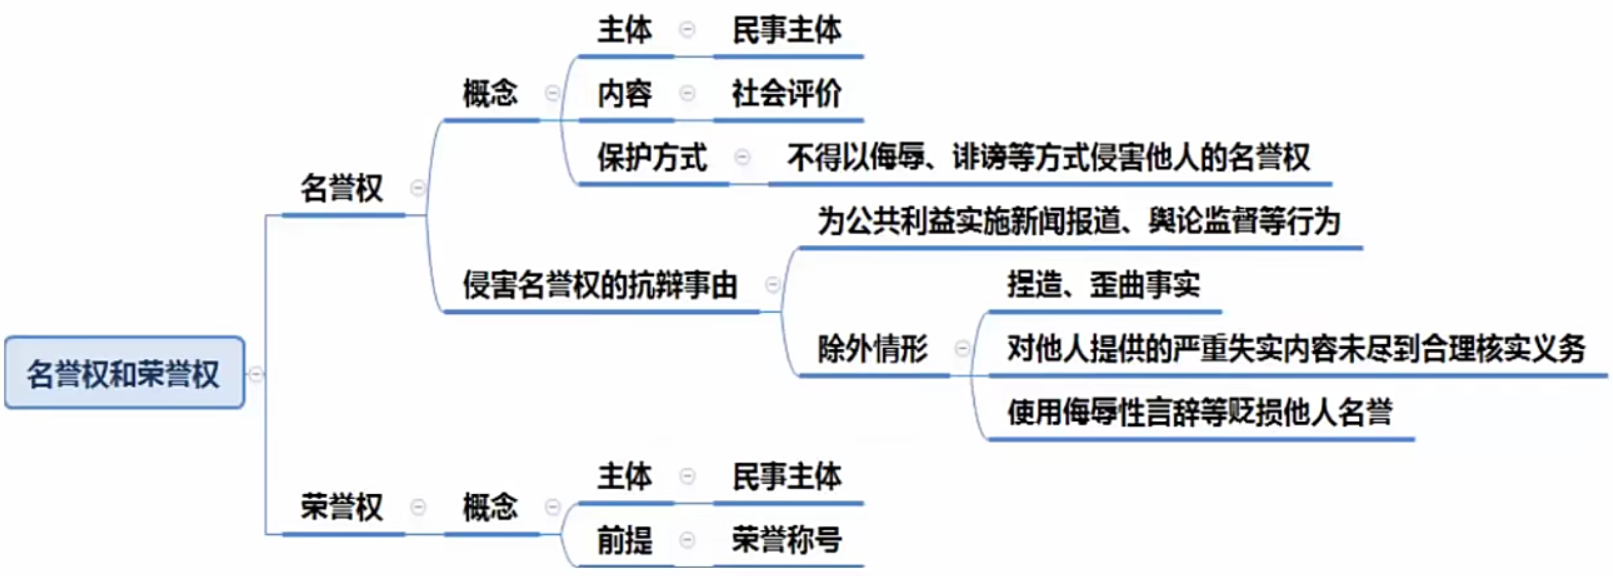 主体
民事主体
概念
内容
社会评价
保护方式
不得以侮辱、诽谤等方式侵害他人的名誉权
名誉权
为公共利益实施新闻报道、舆论监督等行为
侵害名誉权的抗辩事由
捏造、歪曲事实
除外情形
对他人提供的严重失实内容未尽到合理核实义务
名誉权和荣誉权
使用侮辱性言辞等贬损他人名誉
主体
民事主体
荣誉权
概念
前提
荣誉称号